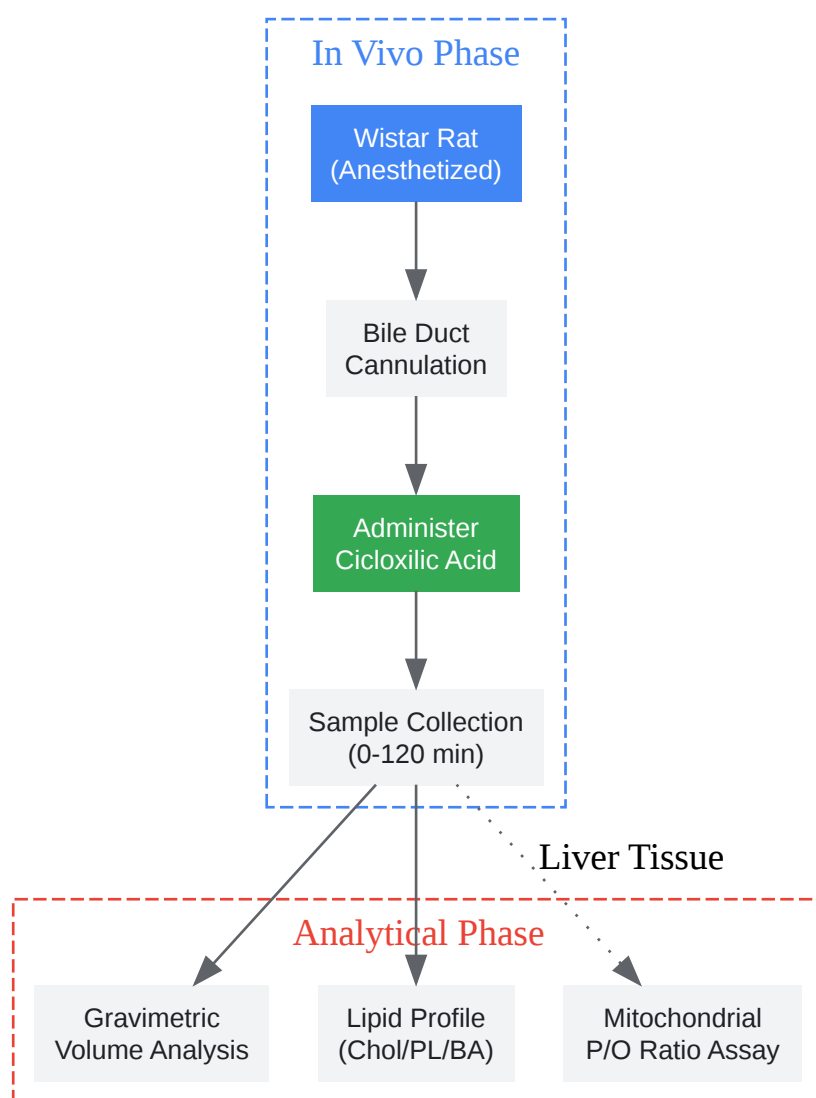 In Vivo Phase
Wistar Rat
(Anesthetized)
Bile Duct
Cannulation
Administer
Cicloxilic Acid
Sample Collection
(0-120 min)
Liver Tissue
Analytical Phase
Gravimetric
Volume Analysis
Lipid Profile
(Chol/PL/BA)
Mitochondrial
P/O Ratio Assay